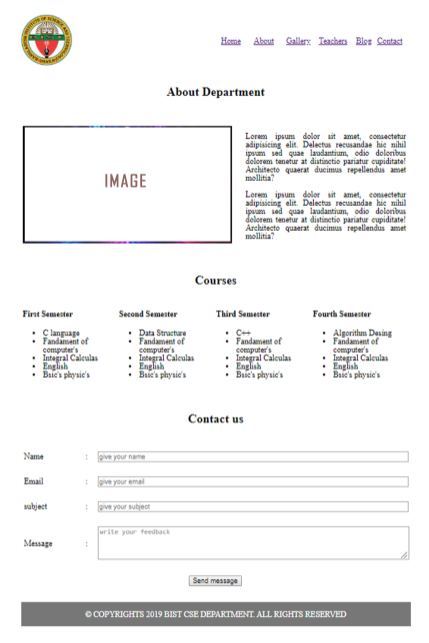 Home About Gallery Teachers Blog Contact
About Department
IMAGE
Lorem ipsum dolor sit amet, consectetur
adipisicing elit. Delectus recusandae hic nihil
ipsum sed quae laudantium, odio doloribus
dolorem tenetur at distinctio pariatur cupiditate!
Architecto quaerat ducimus repellendus amet
mollitia?
Lorem ipsum dolor sit amet, consectetur
adipisicing elit. Delectus recusandae hic nihil
ipsum sed quae laudantium, odio doloribus
dolorem tenetur at distinctio pariatur cupiditate!
Architecto quaerat ducimus repellendus amet
mollitia?
Courses
First Semester
C language
Fandament of
computer's
Integral Calculas
English
Bsic's physic's
Second Semester
Data Structure
Fandament of
computer's
Integral Calculas
English
Bsic's physic's
Third Semester
C++
Fandament of
computer's
Integral Calculas
English
Bsic's physic's
Fourth Semester
Algorithm Desing
Fandament of
computer's
Integral Calculas
English
Bsic's physic's
Contact us
Name : give your name
Email : give your email
subject : give your subject
Message : write your feedback
Send message
© COPYRIGHTS 2019 BIST CSE DEPARTMENT. ALL RIGHTS RESERVED